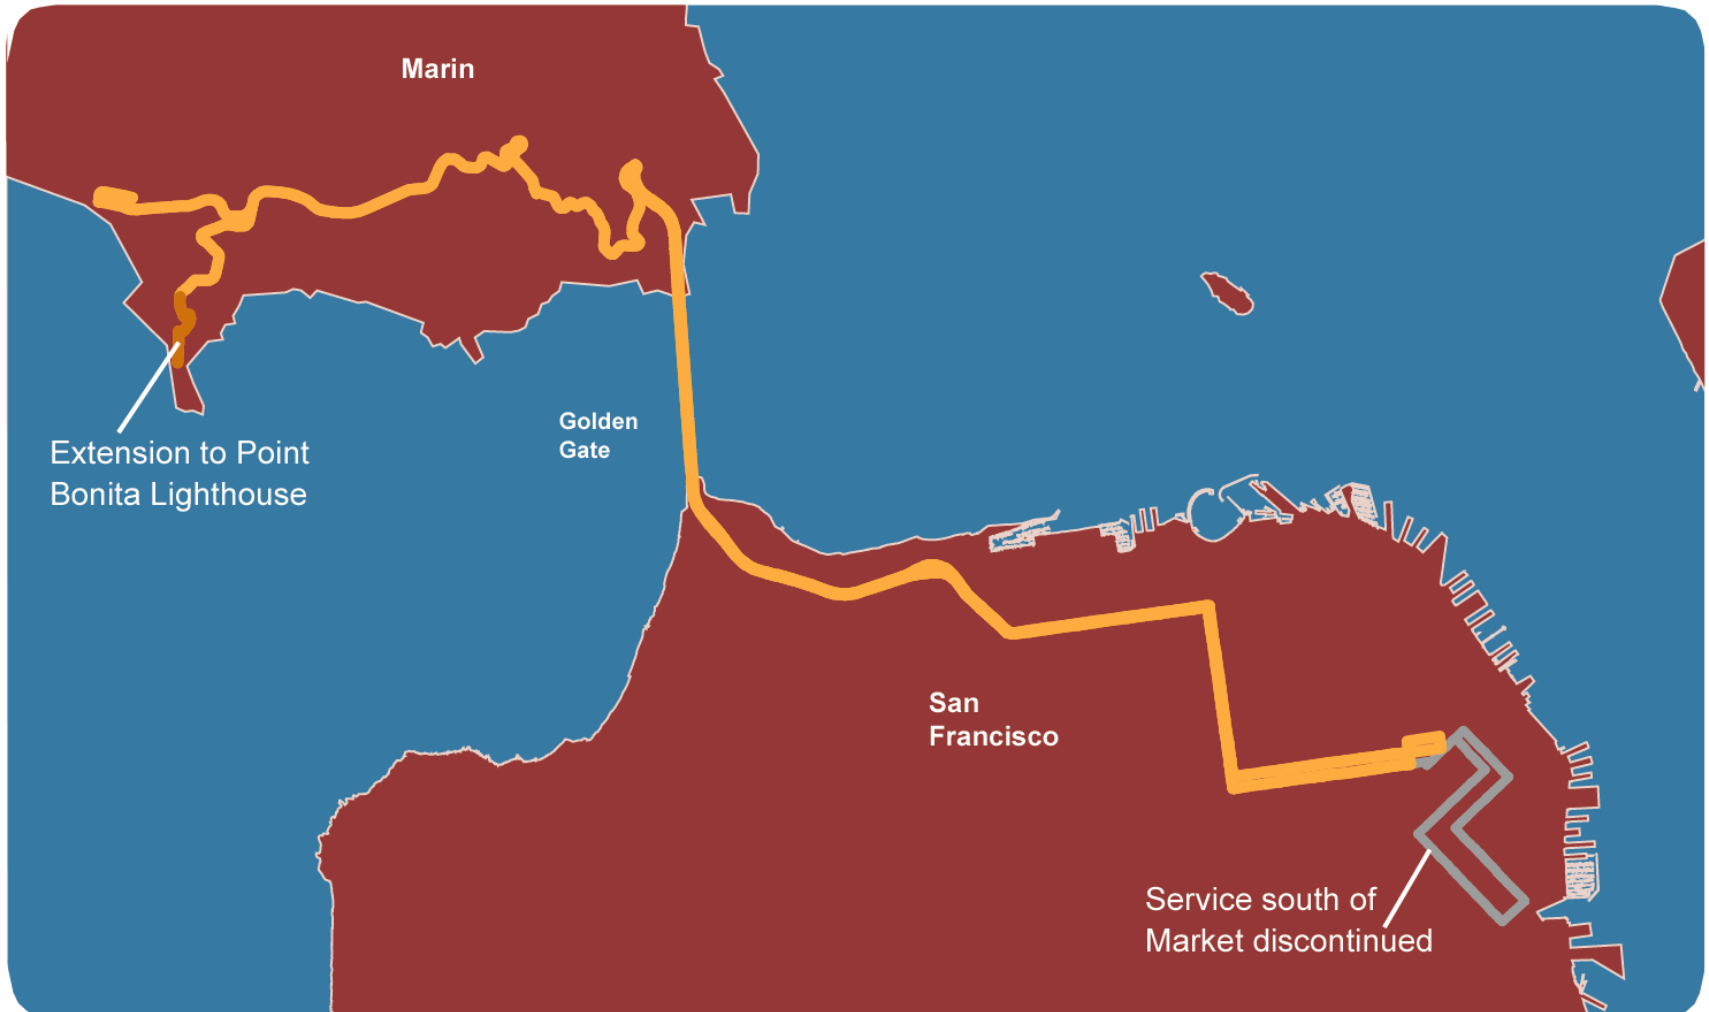 Marin
Golden
Gate
Extension to Point
Bonita Lighthouse
San
Francisco
Service south of
Market discontinued